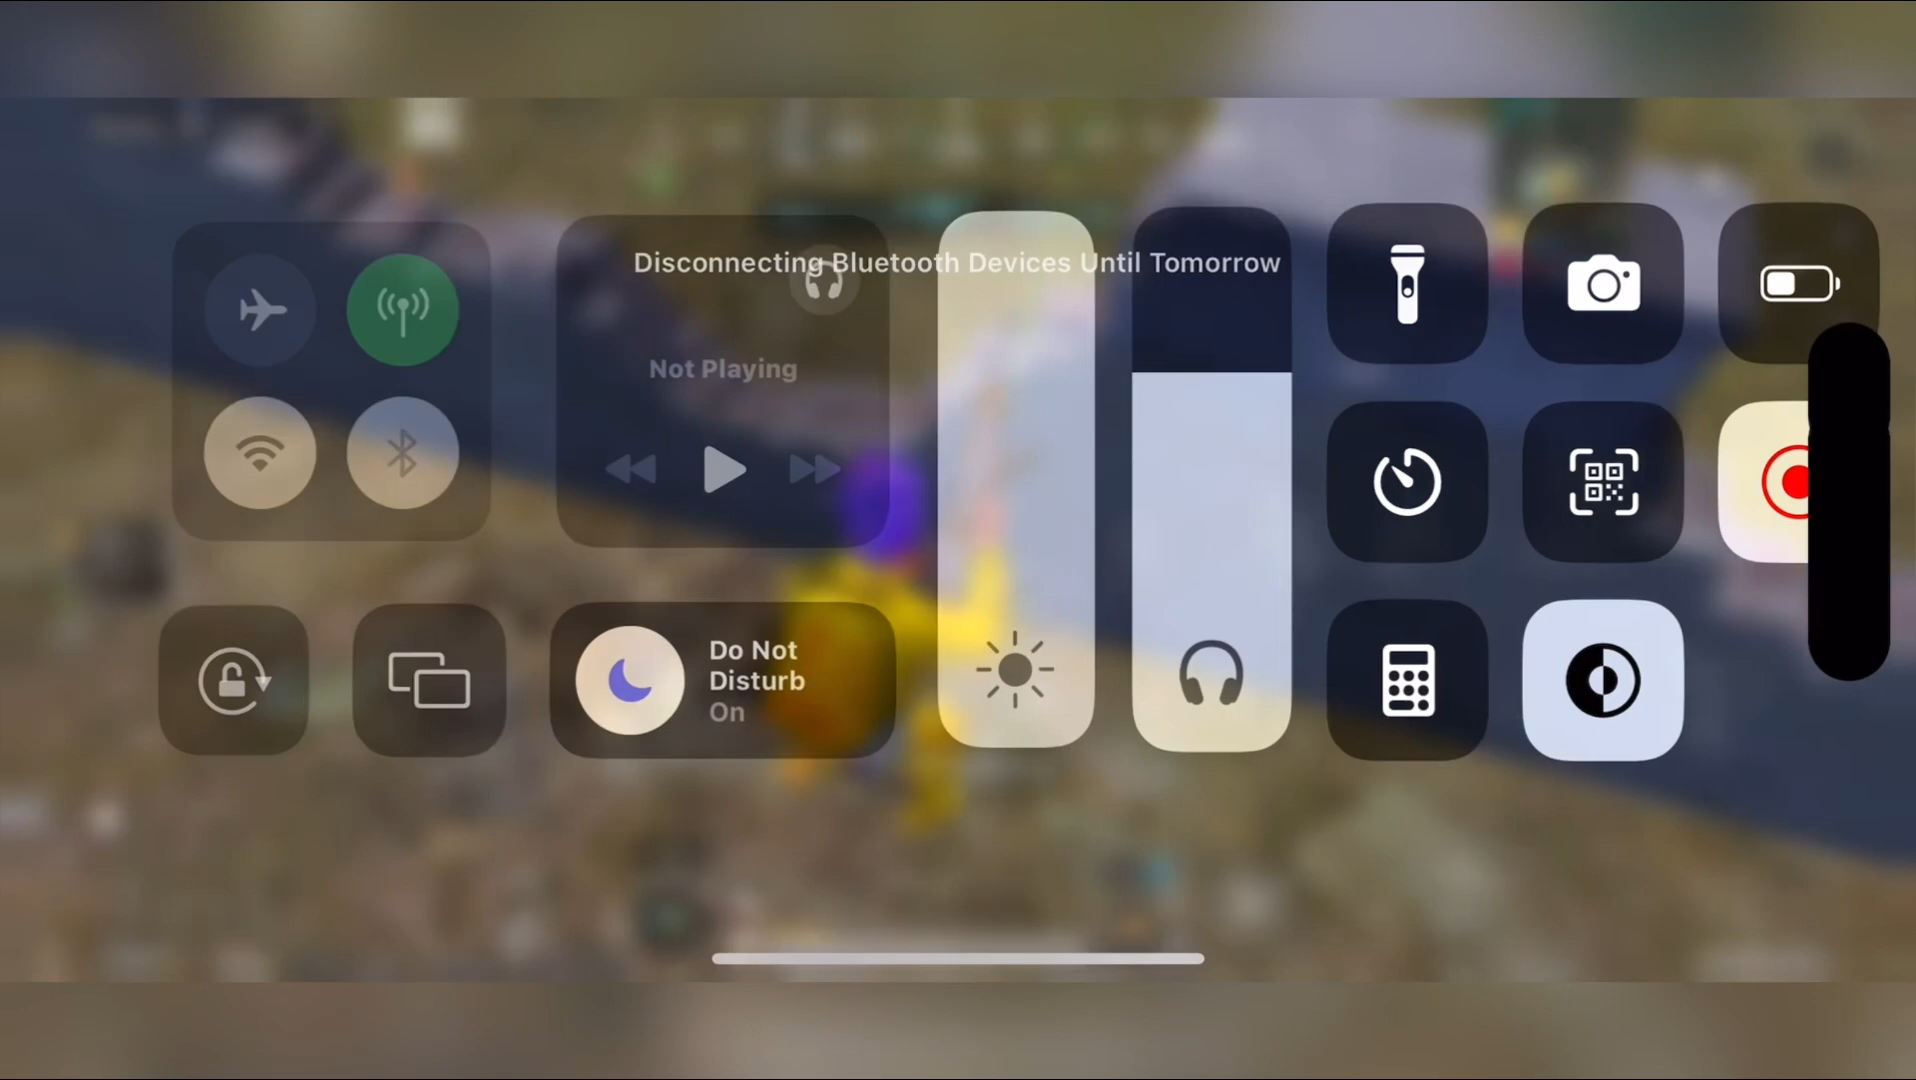 Disconnecting Bluetooth Devices Until Tomorrow
Not Playing
Do Not
Disturb
On